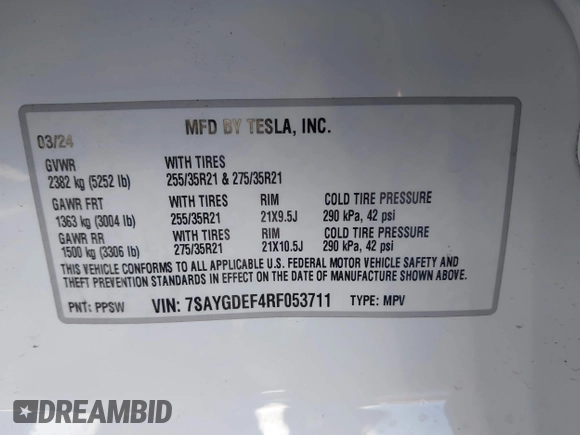 MFD BY TESLA, INC.
03/24
GVWR WITH TIRES
2382 kg (5252 lb) 255/35R21 & 275/35R21
GAWR FRT WITH TIRES RIM COLD TIRE PRESSURE
1363 kg (3004 lb) 255/35R21 21X9.5J 290 kPa, 42 psi
GAWR RR WITH TIRES RIM COLD TIRE PRESSURE
1500 kg (3306 lb) 275/35R21 21X10.5J 290 kPa, 42 psi
THIS VEHICLE CONFORMS TO ALL APPLICABLE U.S. FEDERAL MOTOR VEHICLE SAFETY AND
THEFT PREVENTION STANDARDS IN EFFECT ON THE DATE OF MANUFACTURE SHOWN ABOVE.
PNT: PPSW VIN: 7SAYGDEF4RF053711 TYPE: MPV
DREAMBID